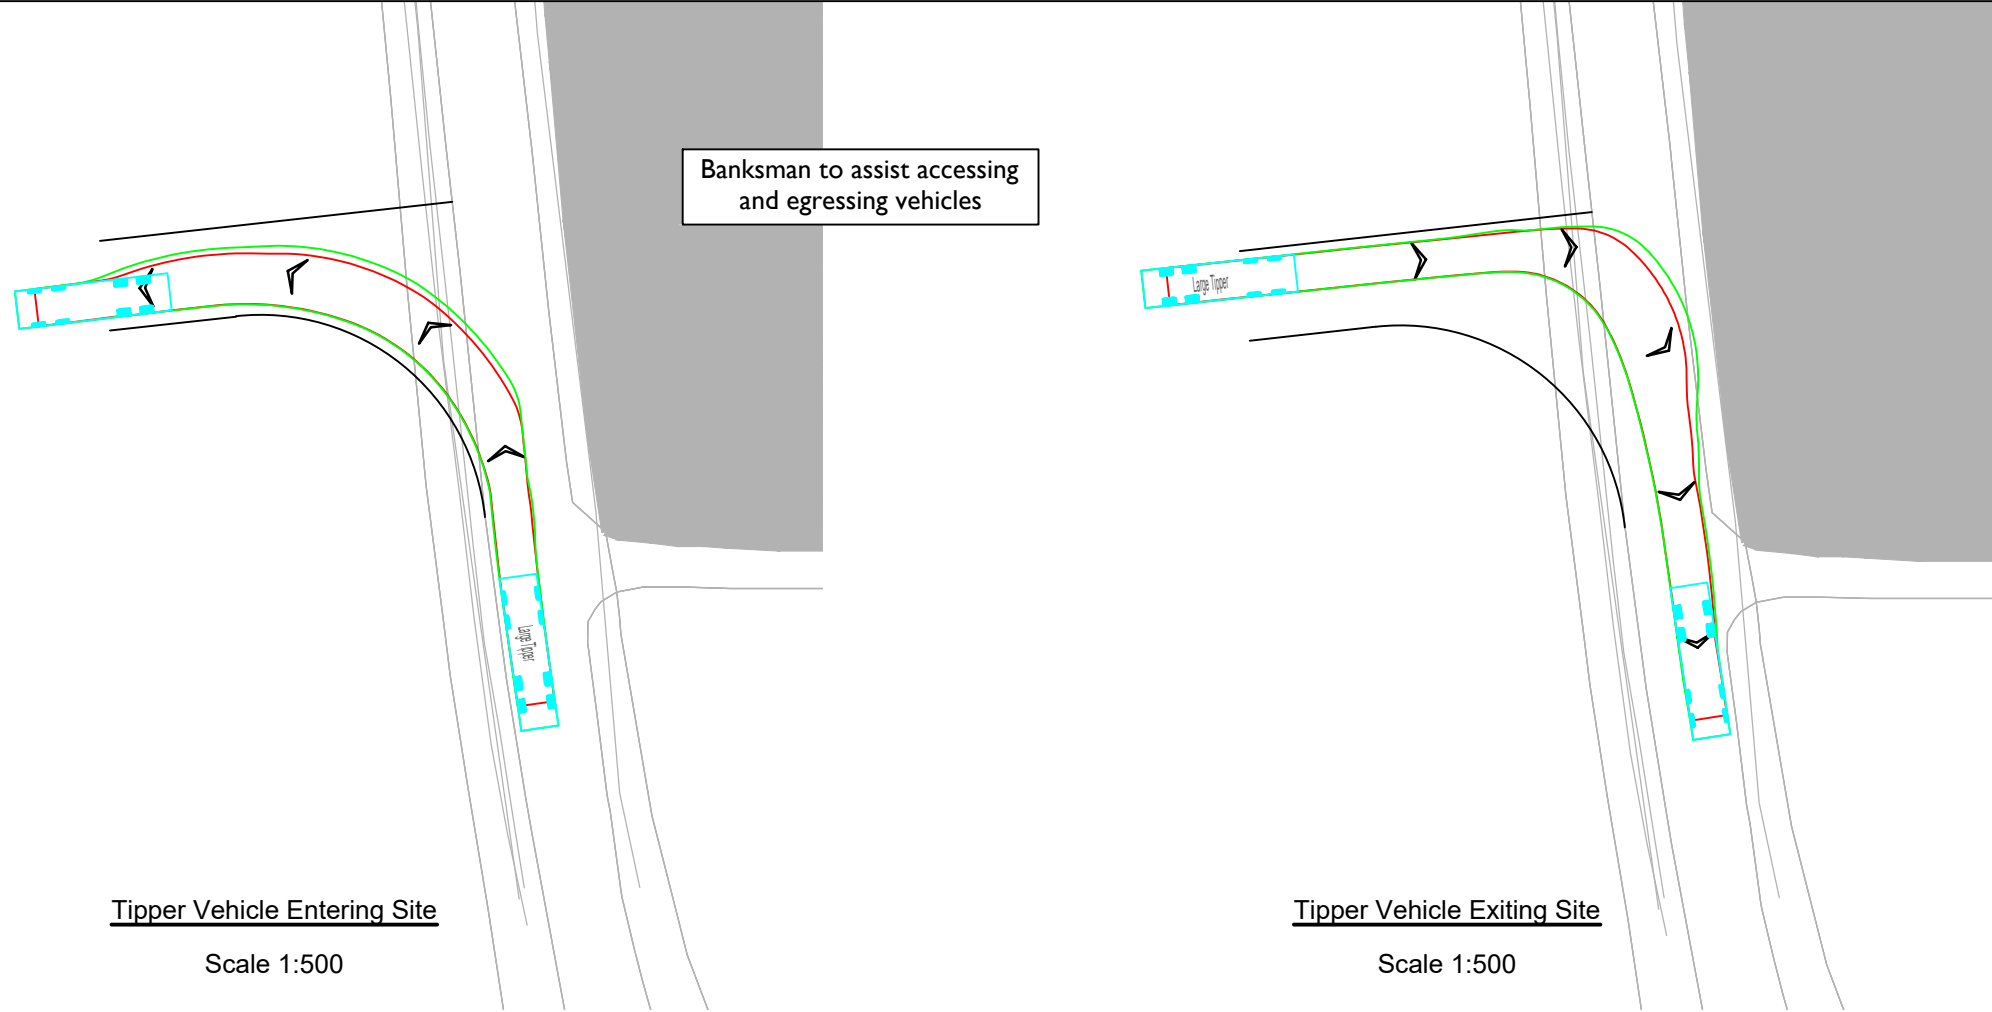 Banksman to assist accessing
and egressing vehicles
Large Tipper
Large Tipper
Tipper Vehicle Entering Site
Scale 1:500
Tipper Vehicle Exiting Site
Scale 1:500